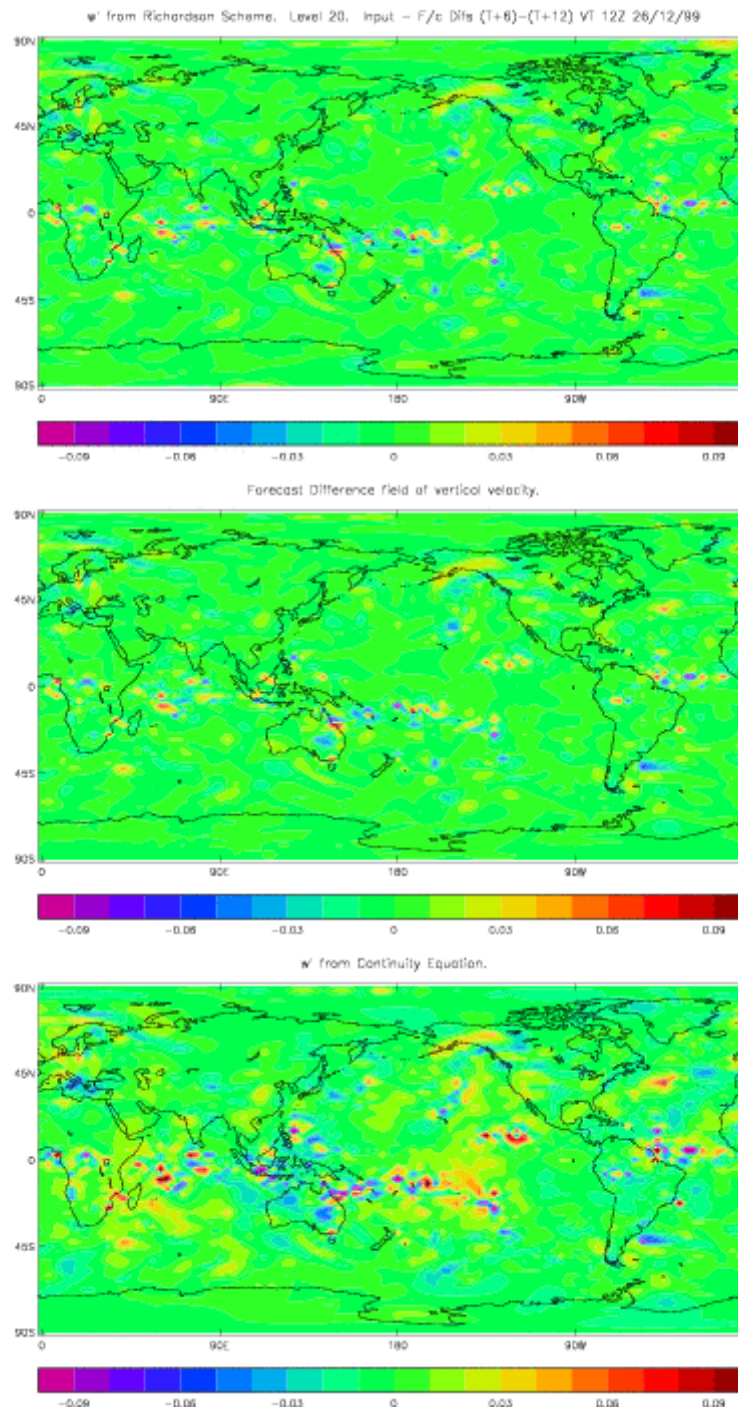 w' from Richardson Scheme. Level 20. Input - F/c Difs (T+6)-(T+12) VT 12Z 26/12/99
90N
45N
0
45S
90S
0 90E 180 90W
-0.09 -0.06 -0.03 0 0.03 0.06 0.09
Forecast Difference field of vertical velocity.
90N
45N
0
45S
90S
0 90E 180 90W
-0.09 -0.06 -0.03 0 0.03 0.06 0.09
w' from Continuity Equation.
90N
45N
0
45S
90S
0 90E 180 90W
-0.09 -0.06 -0.03 0 0.03 0.06 0.09